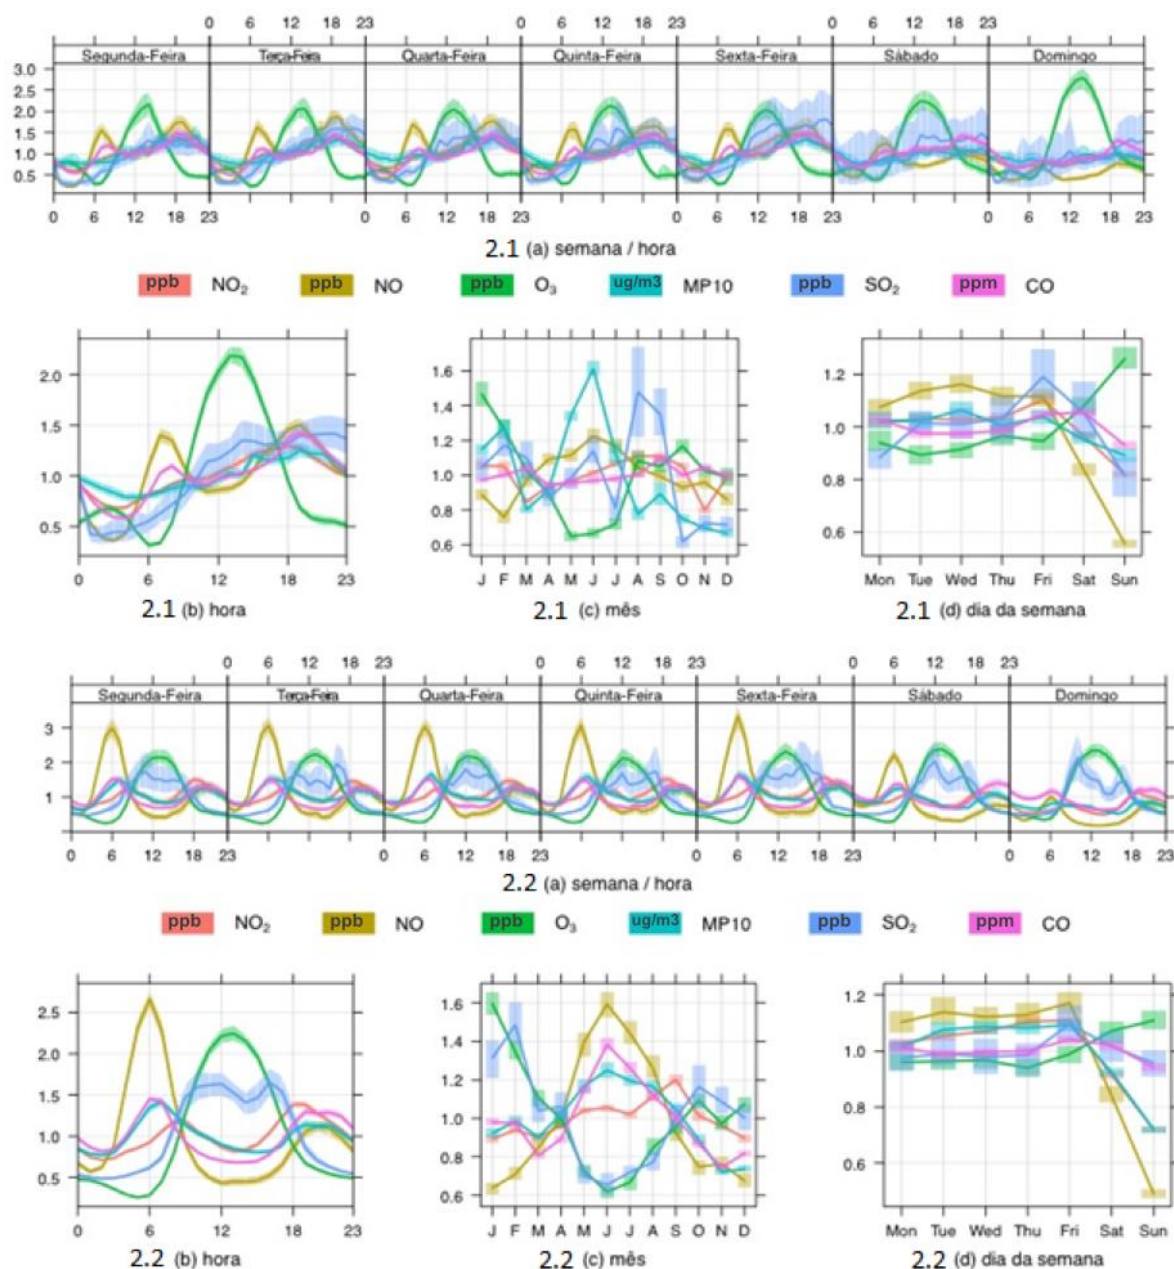 0 6 12 18 23 0 6 12 18 23 0 6 12 18 23
Segunda-Feira Terça-Feira Quarta-Feira Quinta-Feira Sexta-Feira Sábado Domingo
3.0
2.5
2.0
1.5
1.0
0.5
0 6 12 18 23 0 6 12 18 23 0 6 12 18 23 0 6 12 18 23
2.1 (a) semana / hora
ppb NO₂ ppb NO ppb O₃ ug/m3 MP10 ppb SO₂ ppm CO
2.0
1.5
1.0
0.5
0 6 12 18 23
2.1 (b) hora
1.6
1.4
1.2
1.0
0.8
0.6
J F M A M J J A S O N D
2.1 (c) mês
1.2
1.0
0.8
0.6
Mon Tue Wed Thu Fri Sat Sun
2.1 (d) dia da semana
0 6 12 18 23 0 6 12 18 23 0 6 12 18 23
Segunda-Feira Terça-Feira Quarta-Feira Quinta-Feira Sexta-Feira Sábado Domingo
3
2
1
0 6 12 18 23 0 6 12 18 23 0 6 12 18 23 0 6 12 18 23
2.2 (a) semana / hora
ppb NO₂ ppb NO ppb O₃ ug/m3 MP10 ppb SO₂ ppm CO
2.5
2.0
1.5
1.0
0.5
0 6 12 18 23
2.2 (b) hora
1.6
1.4
1.2
1.0
0.8
0.6
J F M A M J J A S O N D
2.2 (c) mês
1.2
1.0
0.8
0.6
Mon Tue Wed Thu Fri Sat Sun
2.2 (d) dia da semana